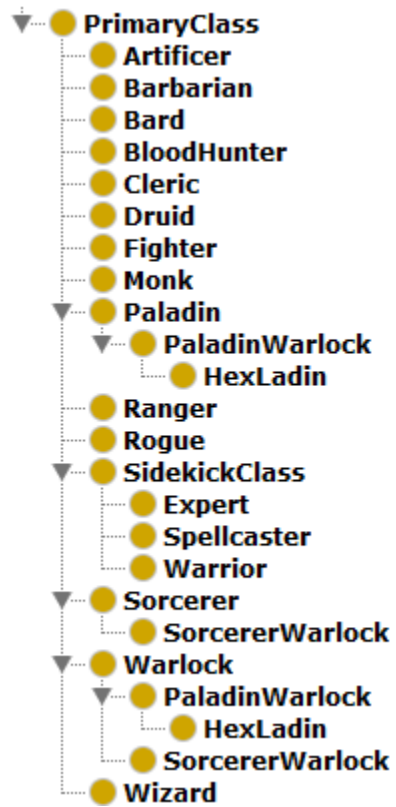 PrimaryClass
Artificer
Barbarian
Bard
BloodHunter
Cleric
Druid
Fighter
Monk
Paladin
PaladinWarlock
HexLadin
Ranger
Rogue
SidekickClass
Expert
Spellcaster
Warrior
Sorcerer
SorcererWarlock
Warlock
PaladinWarlock
HexLadin
SorcererWarlock
Wizard